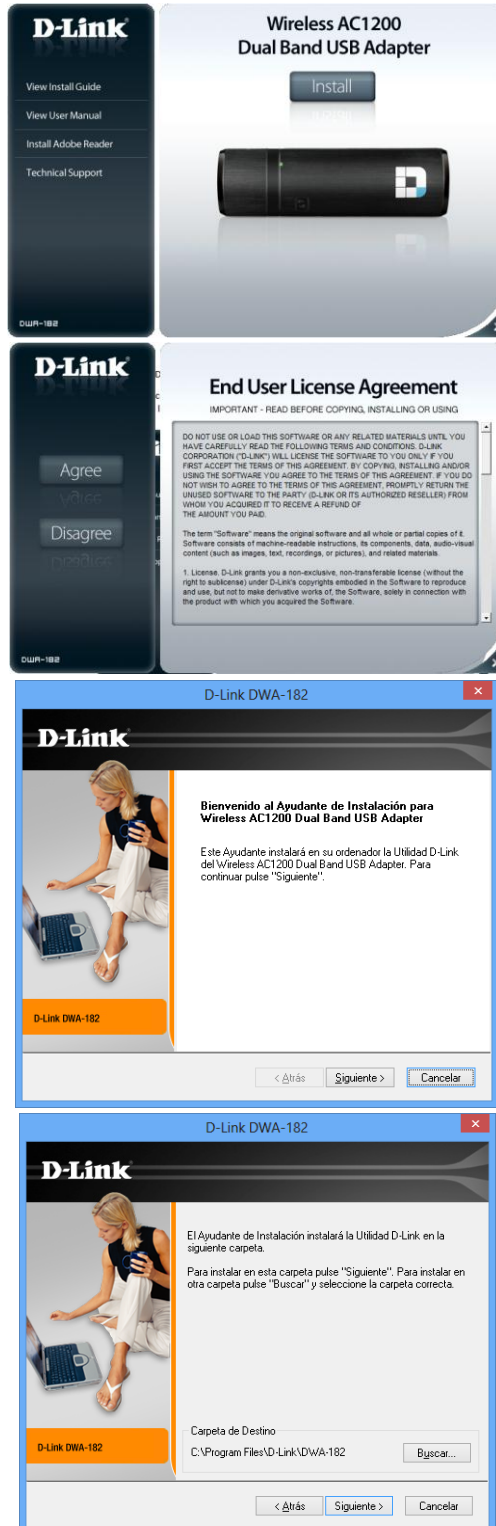 D-Link
Wireless AC1200
Dual Band USB Adapter
Install
View Install Guide
View User Manual
Install Adobe Reader
Technical Support
DWA-182
D-Link
End User License Agreement
IMPORTANT - READ BEFORE COPYING, INSTALLING OR USING
Agree
Disagree
DO NOT USE OR LOAD THIS SOFTWARE OR ANY RELATED MATERIALS UNTIL YOU
HAVE CAREFULLY READ THE FOLLOWING TERMS AND CONDITIONS. D-LINK
CORPORATION ("D-LINK") WILL LICENSE THE SOFTWARE TO YOU ONLY IF YOU
FIRST ACCEPT THE TERMS OF THIS AGREEMENT. BY COPYING, INSTALLING AND/OR
USING THE SOFTWARE YOU AGREE TO THE TERMS OF THIS AGREEMENT. IF YOU DO
NOT WISH TO AGREE TO THE TERMS OF THIS AGREEMENT, PROMPTLY RETURN THE
UNUSED SOFTWARE TO THE PARTY (D-LINK OR ITS AUTHORIZED RESELLER) FROM
WHOM YOU ACQUIRED IT TO RECEIVE A REFUND OF
THE AMOUNT YOU PAID.
The term "Software" means the original software and all whole or partial copies of it.
Software consists of machine-readable instructions, its components, data, audio-visual
content (such as images, text, recordings, or pictures), and related materials.
1. License. D-Link grants you a non-exclusive, non-transferable license (without the
right to sublicense) under D-Link's copyrights embodied in the Software to reproduce
and use, but not to make derivative works of, the Software, solely in connection with
the product with which you acquired the Software.
DWA-182
D-Link DWA-182
D-Link
Bienvenido al Ayudante de Instalación para
Wireless AC1200 Dual Band USB Adapter
Este Ayudante instalará en su ordenador la Utilidad D-Link
del Wireless AC1200 Dual Band USB Adapter. Para
continuar pulse "Siguiente".
D-Link DWA-182
< Atrás Siguiente > Cancelar
D-Link DWA-182
D-Link
El Ayudante de Instalación instalará la Utilidad D-Link en la
siguiente carpeta.
Para instalar en esta carpeta pulse "Siguiente". Para instalar en
otra carpeta pulse "Buscar" y seleccione la carpeta correcta.
Carpeta de Destino
C:\Program Files\D-Link\DWA-182 Buscar...
D-Link DWA-182
< Atrás Siguiente > Cancelar